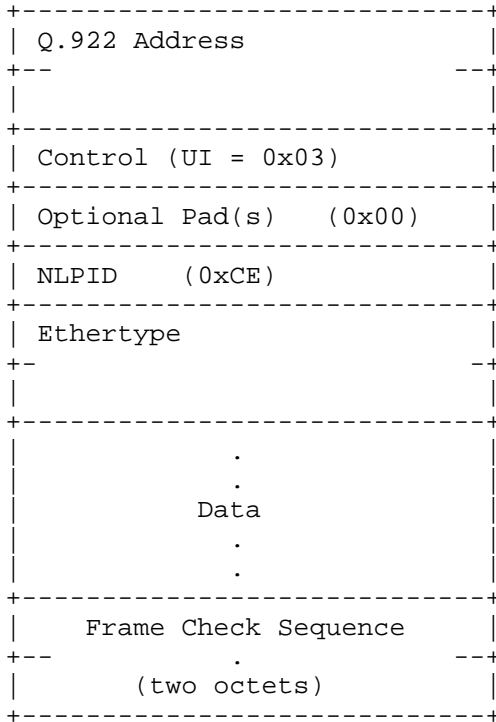 Q.922 Address
Control (UI = 0x03)
Optional Pad(s) (0x00)
NLPID (0xCE)
Ethertype
.
.
Data
.
.
Frame Check Sequence
.
(two octets)